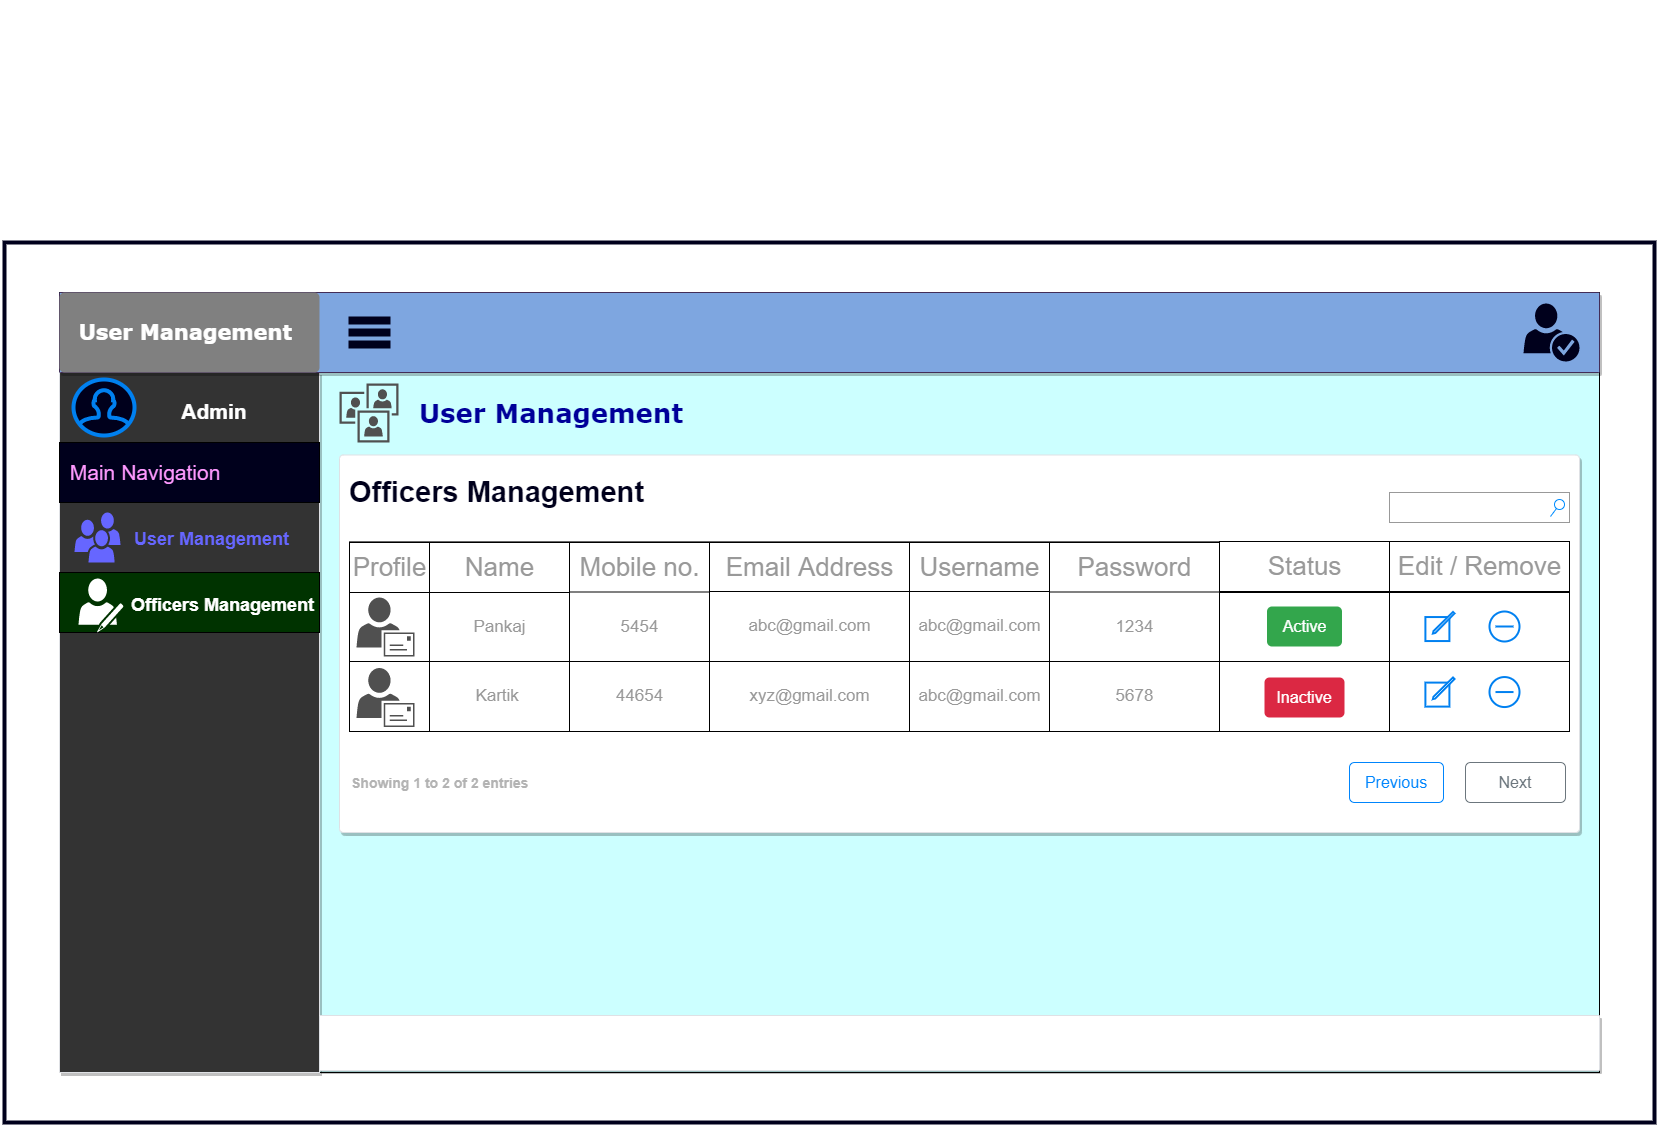 User Management
Admin
User Management
Main Navigation
User Management
Officers Management
Officers Management
Profile Name Mobile no. Email Address Username Password Status Edit / Remove
Pankaj 5454 abc@gmail.com abc@gmail.com 1234 Active
Kartik 44654 xyz@gmail.com abc@gmail.com 5678 Inactive
Showing 1 to 2 of 2 entries Previous Next